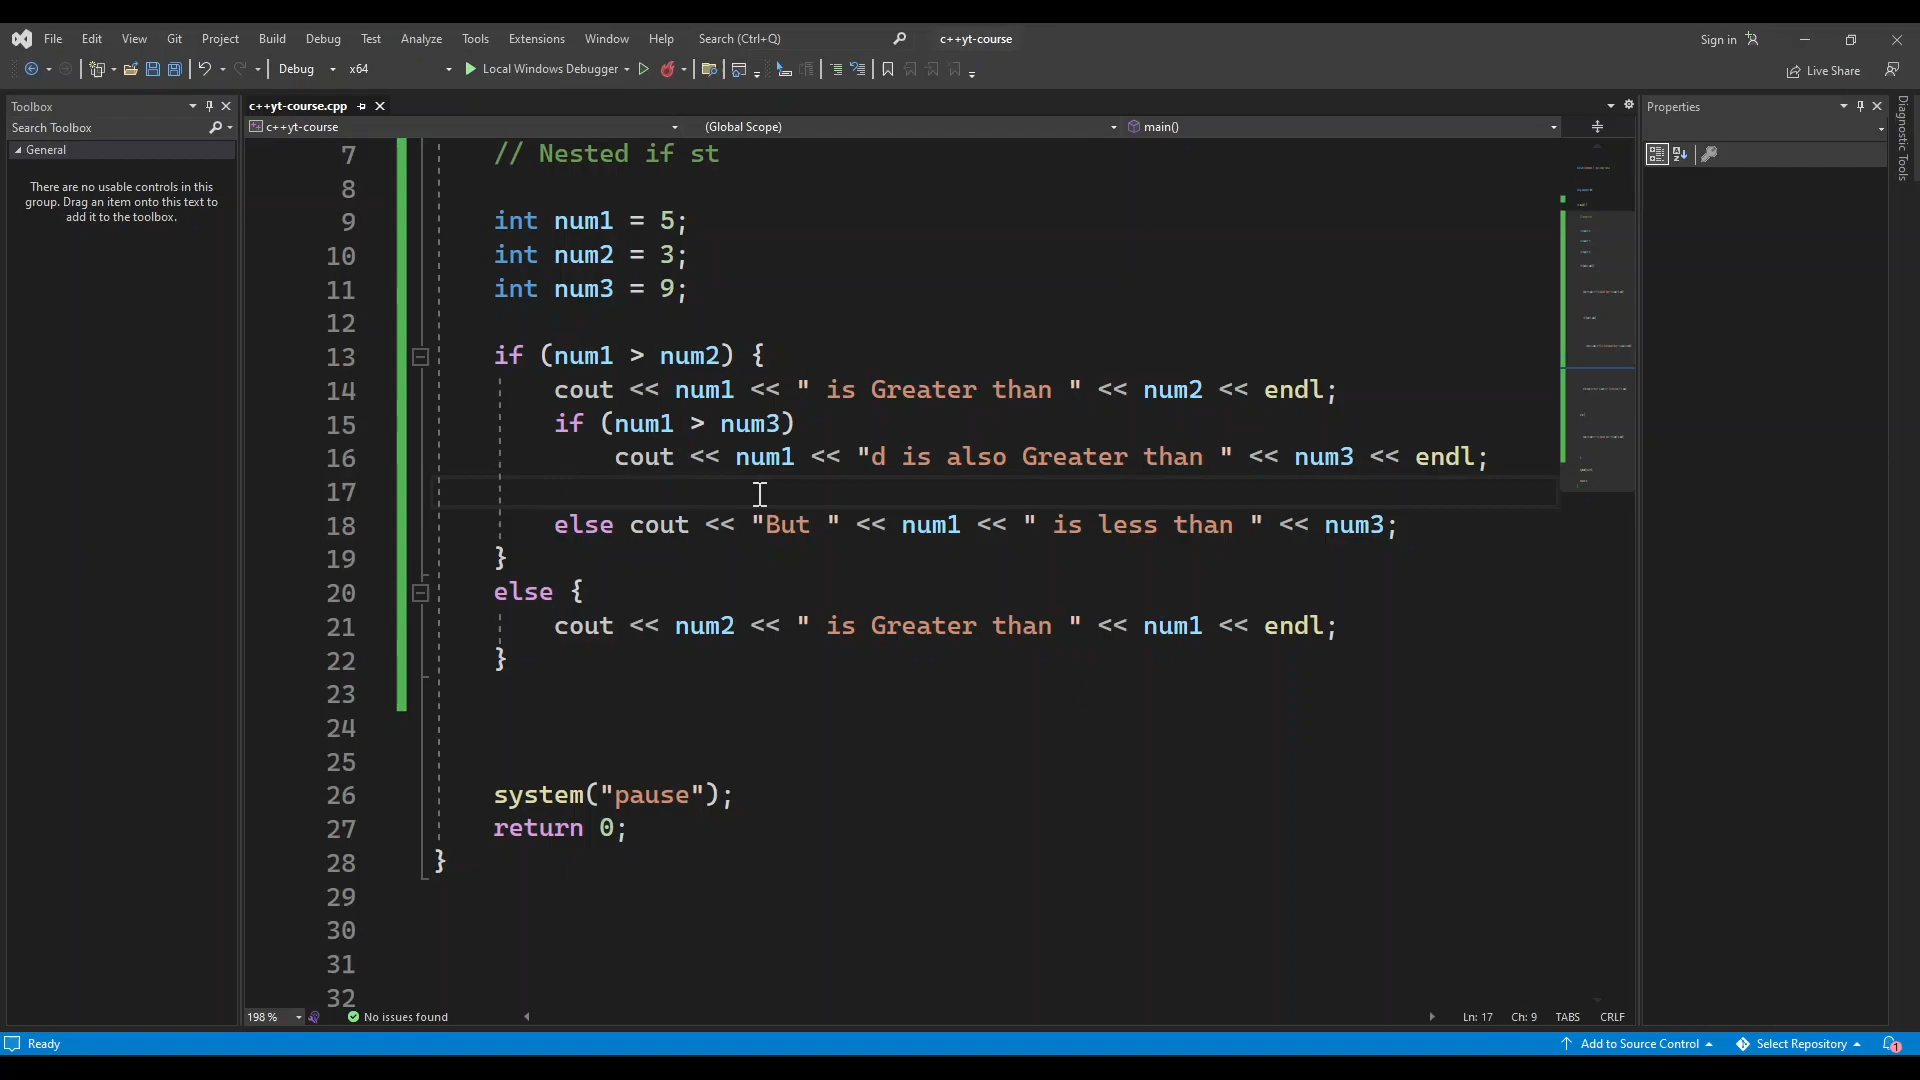 File Edit View Git Project Build Debug Test Analyze Tools Extensions Window Help Search (Ctrl+Q) c++yt-course Sign in
Debug x64 Local Windows Debugger Live Share
Toolbox
Search Toolbox
General
There are no usable controls in this
group. Drag an item onto this text to
add it to the toolbox.
c++yt-course.cpp
c++yt-course (Global Scope) main()
7 // Nested if st
8
9 int num1 = 5;
10 int num2 = 3;
11 int num3 = 9;
12
13 if (num1 > num2) {
14 cout << num1 << " is Greater than " << num2 << endl;
15 if (num1 > num3)
16 cout << num1 << "d is also Greater than " << num3 << endl;
17
18 else cout << "But " << num1 << " is less than " << num3;
19 }
20 else {
21 cout << num2 << " is Greater than " << num1 << endl;
22 }
23
24
25
26 system("pause");
27 return 0;
28 }
29
30
31
32
198 % No issues found Ln: 17 Ch: 9 TABS CRLF
Properties
Diagnostic Tools
Ready Add to Source Control Select Repository 1